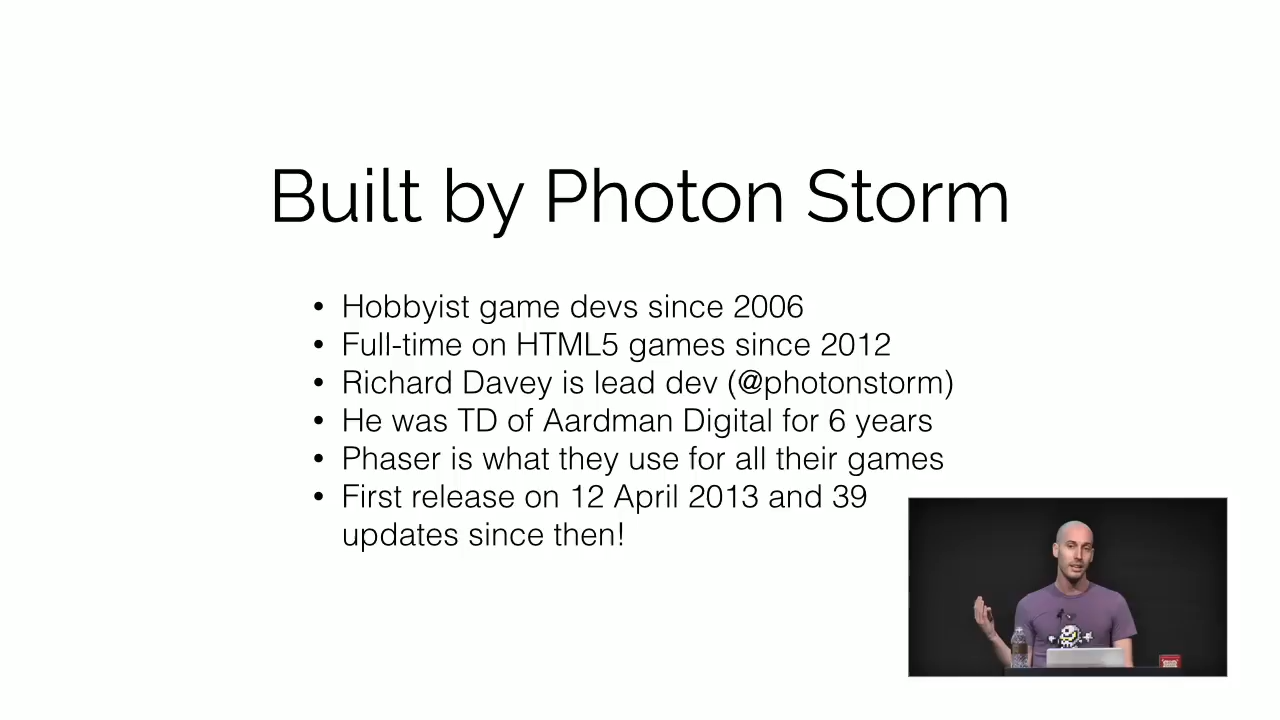 Built by Photon Storm
• Hobbyist game devs since 2006
• Full-time on HTML5 games since 2012
• Richard Davey is lead dev (@photonstorm)
• He was TD of Aardman Digital for 6 years
• Phaser is what they use for all their games
• First release on 12 April 2013 and 39
updates since then!